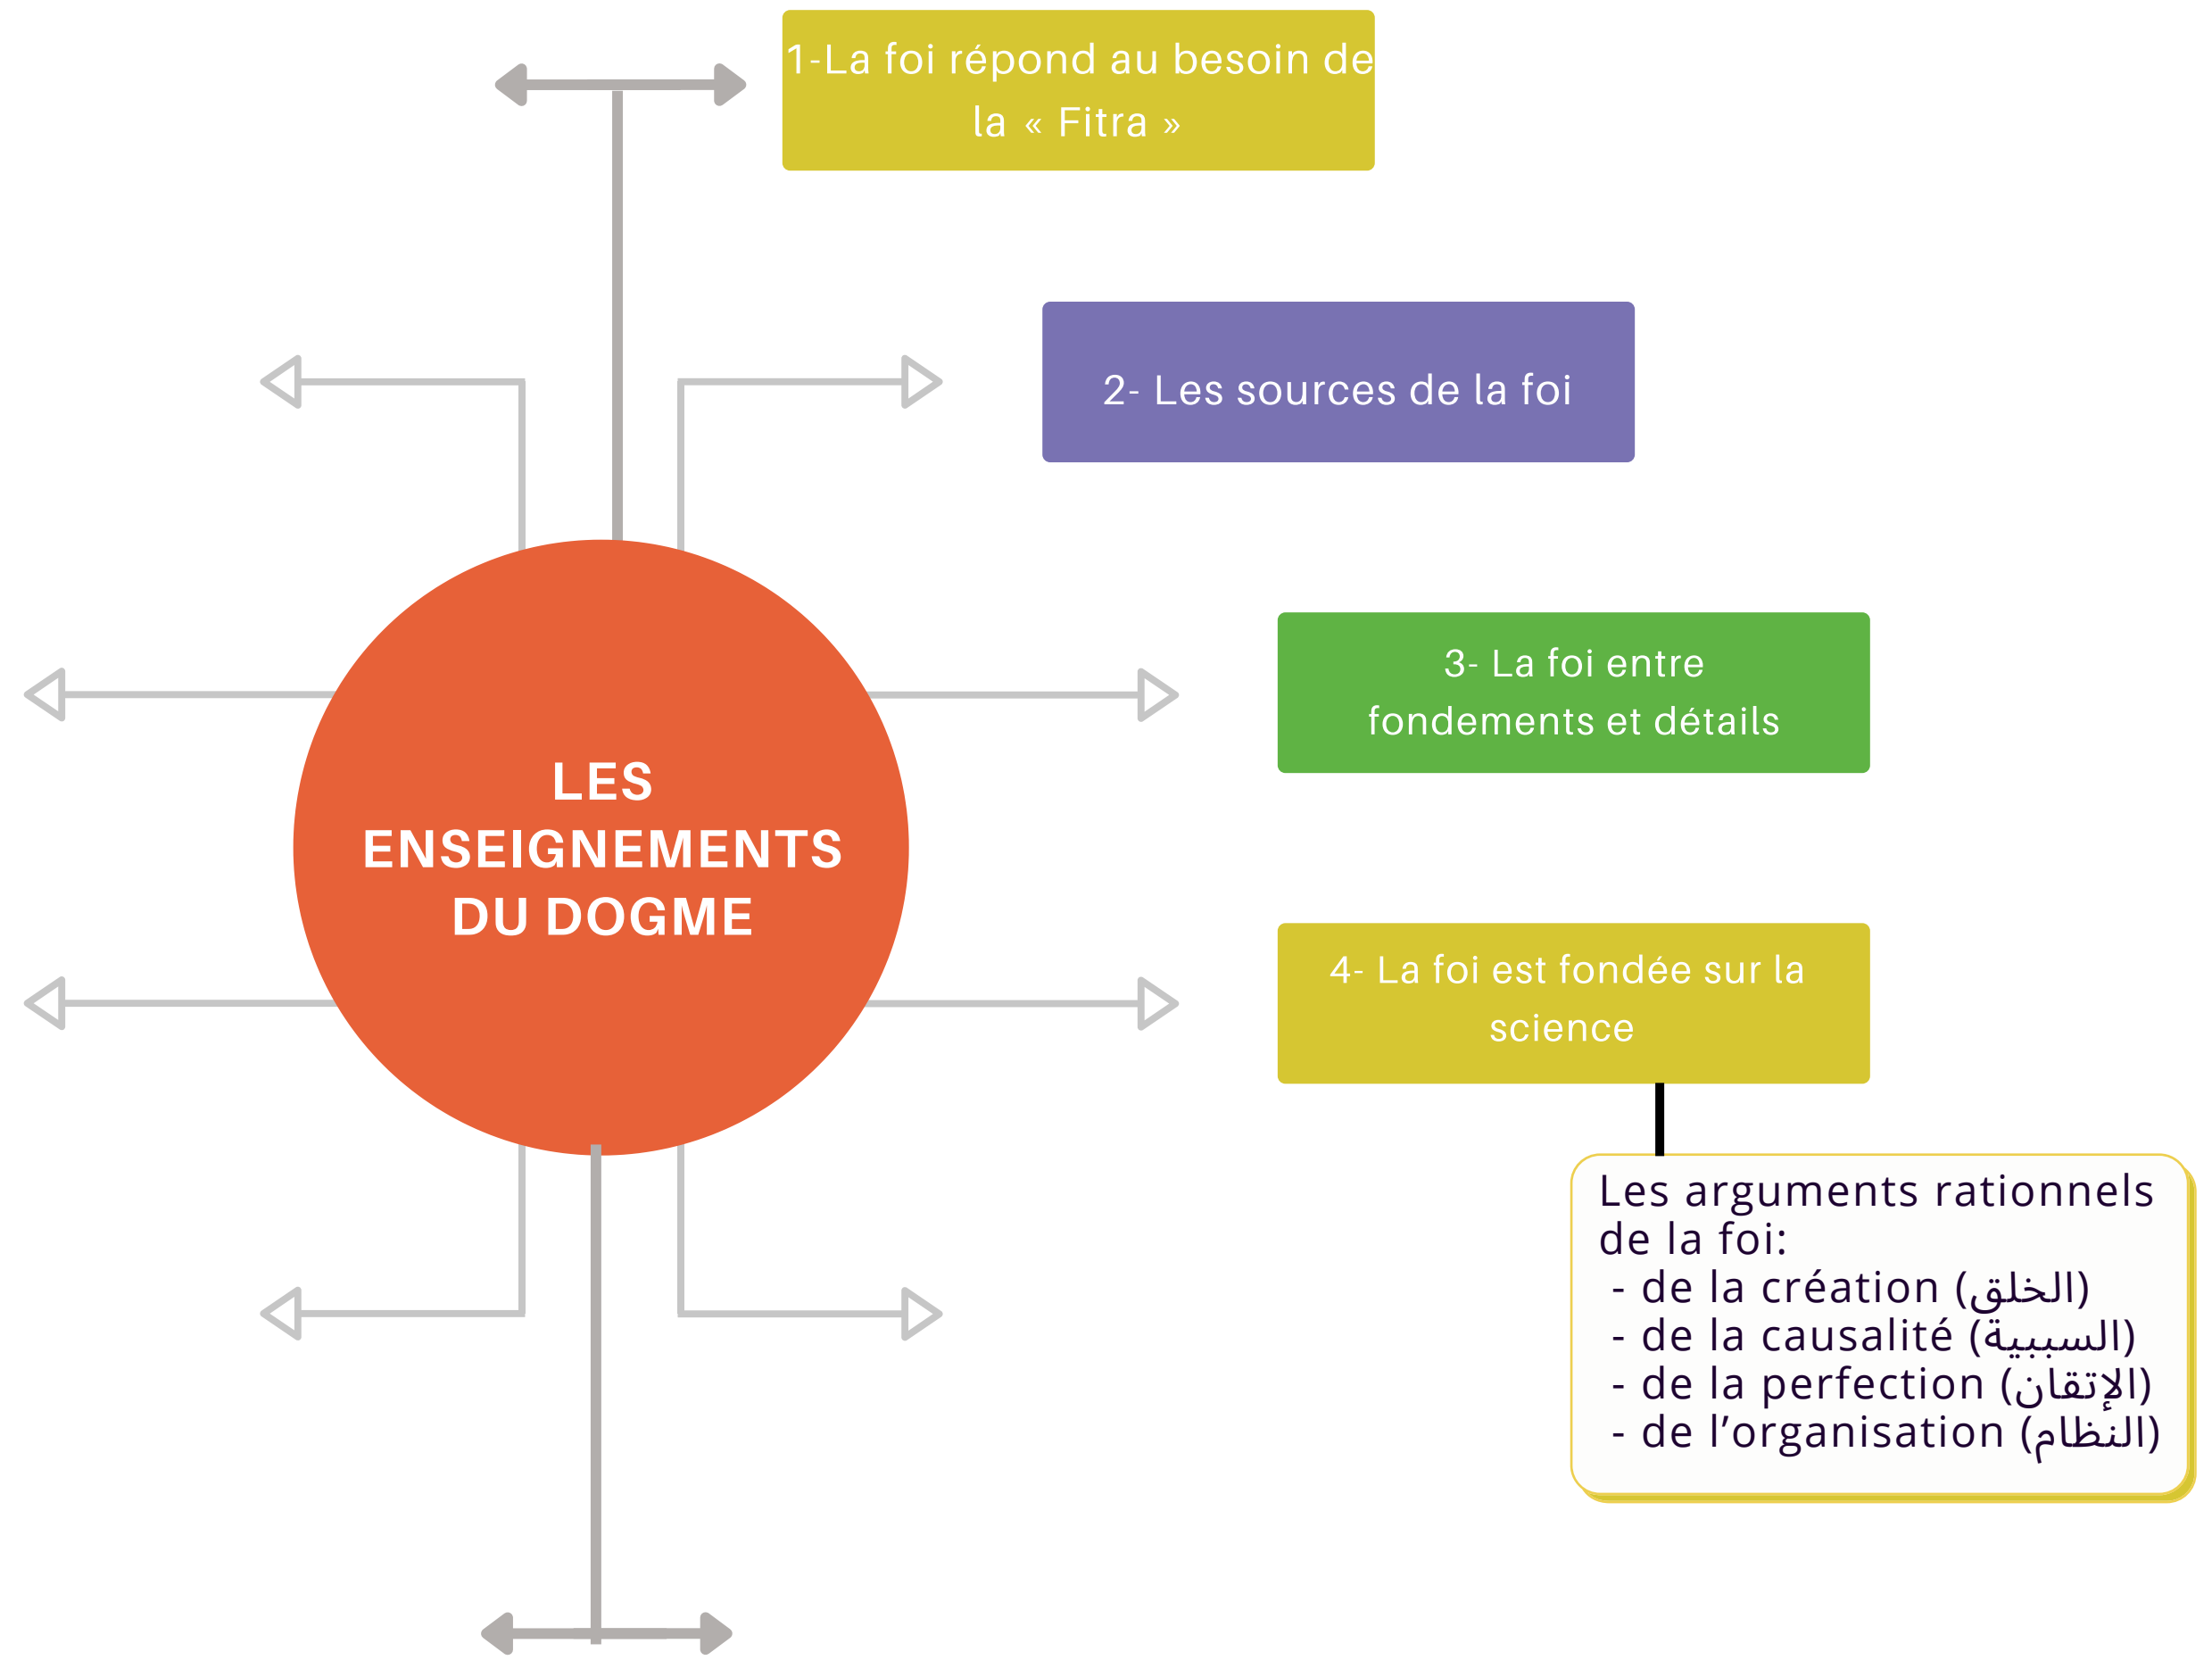 1-La foi répond au besoin de
la « Fitra »
2- Les sources de la foi
3- La foi entre
fondements et détails
LES
ENSEIGNEMENTS
DU DOGME
4- La foi est fondée sur la
science
Les arguments rationnels
de la foi:
- de la création (الخلق)
- de la causalité (السببية)
- de la perfection (الإتقان)
- de l’organisation (النظام)